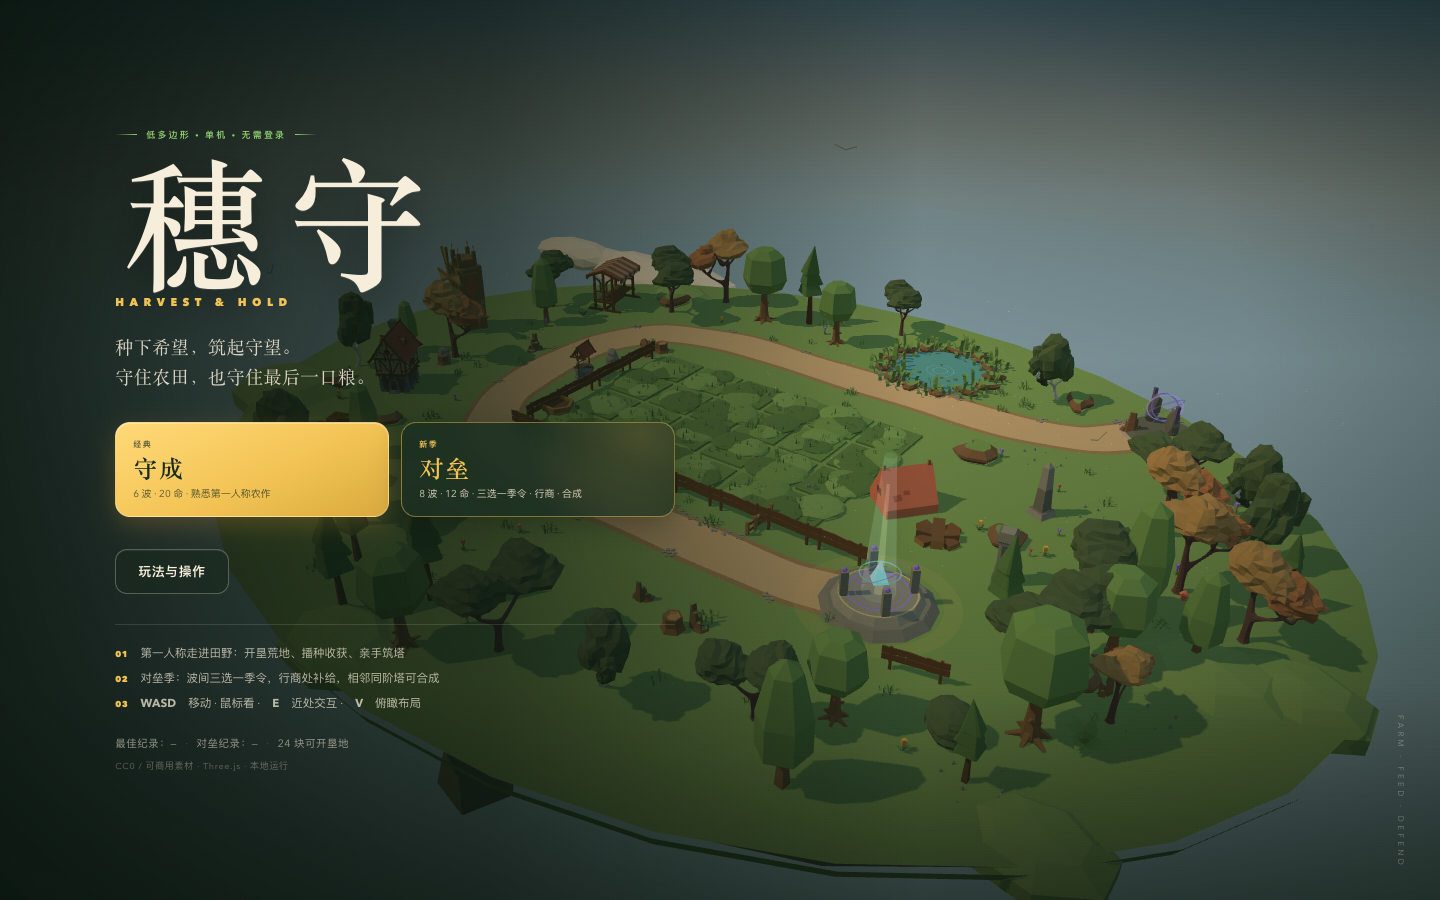 低多边形 • 单机 • 无需登录
穗守
HARVEST & HOLD
种下希望，筑起守望。
守住农田，也守住最后一口粮。
经典
守成
6 波 · 20 命 · 熟悉第一人称农作
新季
对垒
8 波 · 12 命 · 三选一季令 · 行商 · 合成
玩法与操作
01 第一人称走进田野：开垦荒地、播种收获、亲手筑塔
02 对垒季：波间三选一季令，行商处补给，相邻同阶塔可合成
03 WASD 移动 · 鼠标看 · E 近处交互 · V 俯瞰布局
最佳纪录：– · 对垒纪录：– · 24 块可开垦地
CC0 / 可商用素材 · Three.js · 本地运行
FARM · FEED · DEFEND